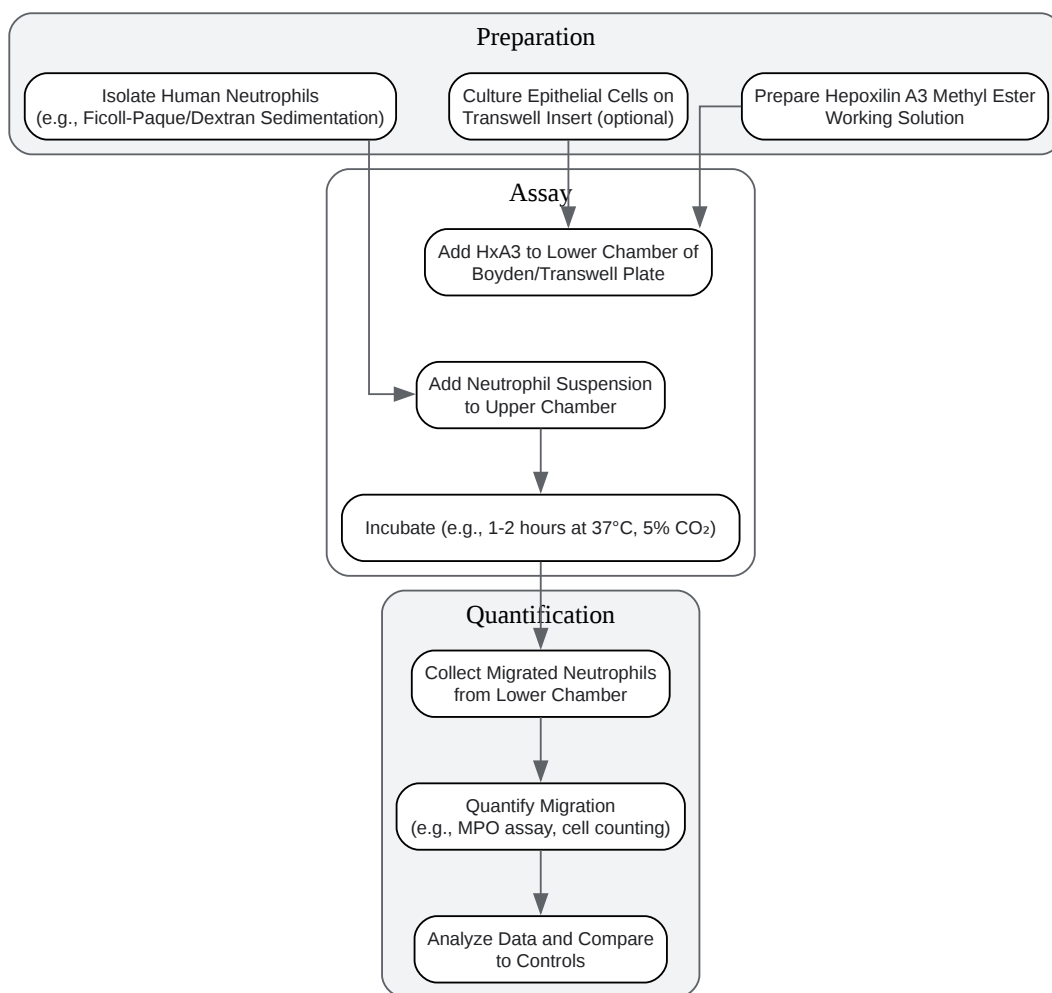 Preparation
Isolate Human Neutrophils
(e.g., Ficoll-Paque/Dextran Sedimentation)
Culture Epithelial Cells on
Transwell Insert (optional)
Prepare Hepoxilin A3 Methyl Ester
Working Solution
Assay
Add HxA3 to Lower Chamber of
Boyden/Transwell Plate
Add Neutrophil Suspension
to Upper Chamber
Incubate (e.g., 1-2 hours at 37°C, 5% CO₂)
Quantification
Collect Migrated Neutrophils
from Lower Chamber
Quantify Migration
(e.g., MPO assay, cell counting)
Analyze Data and Compare
to Controls